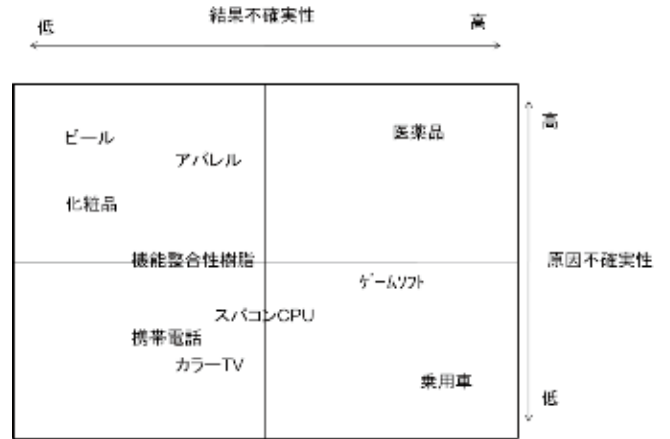 結果不確実性
低
高
高
ビール
医薬品
アパレル
化粧品
機能整合性樹脂
原因不確実性
ゲームソフト
スパコンCPU
携帯電話
カラーTV
乗用車
低